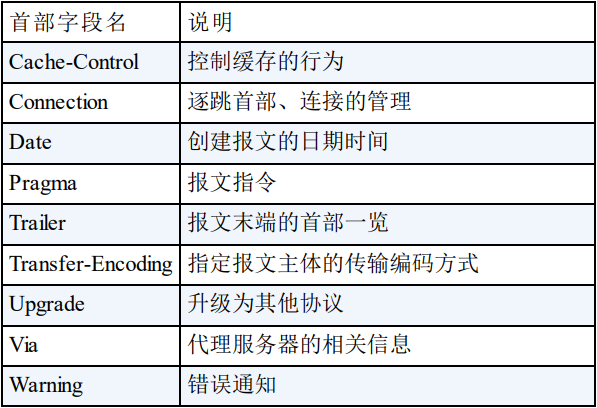 首部字段名 说明
Cache-Control 控制缓存的行为
Connection 逐跳首部、连接的管理
Date 创建报文的日期时间
Pragma 报文指令
Trailer 报文末端的首部一览
Transfer-Encoding 指定报文主体的传输编码方式
Upgrade 升级为其他协议
Via 代理服务器的相关信息
Warning 错误通知